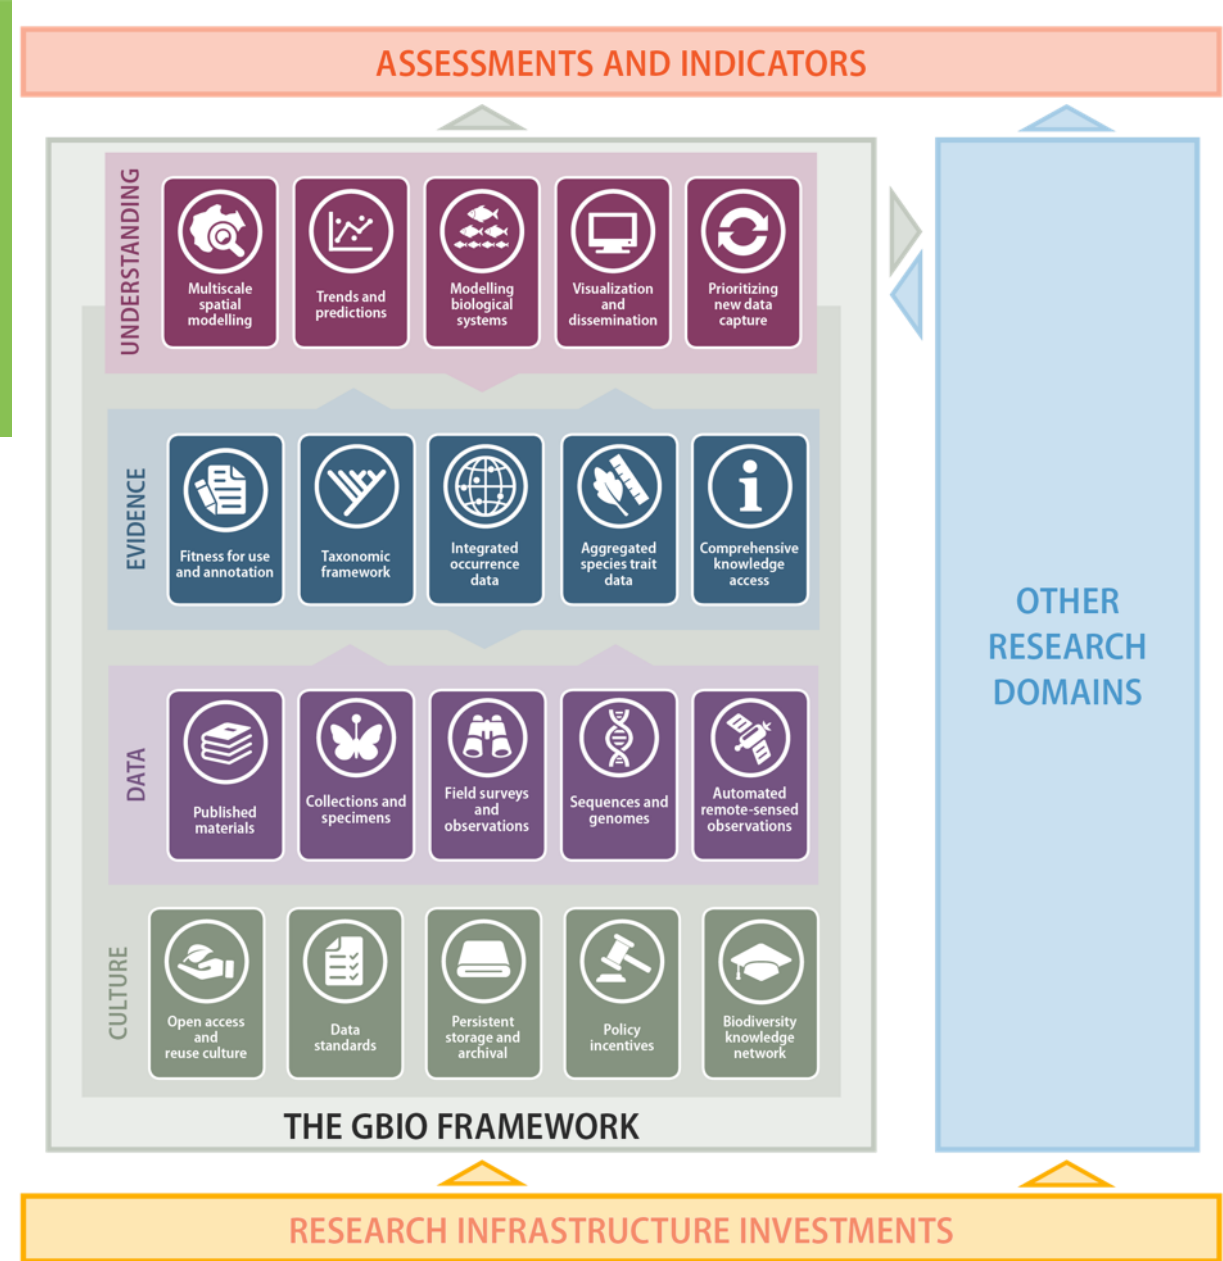 ASSESSMENTS AND INDICATORS
UNDERSTANDING
Multiscale
spatial
modelling
Trends and
predictions
Modelling
biological
systems
Visualization
and
dissemination
Prioritizing
new data
capture
EVIDENCE
Fitness for use
and annotation
Taxonomic
framework
Integrated
occurrence
data
Aggregated
species trait
data
Comprehensive
knowledge
access
DATA
Published
materials
Collections and
specimens
Field surveys
and
observations
Sequences and
genomes
Automated
remote-sensed
observations
CULTURE
Open access
and
reuse culture
Data
standards
Persistent
storage and
archival
Policy
incentives
Biodiversity
knowledge
network
THE GBIO FRAMEWORK
OTHER
RESEARCH
DOMAINS
RESEARCH INFRASTRUCTURE INVESTMENTS